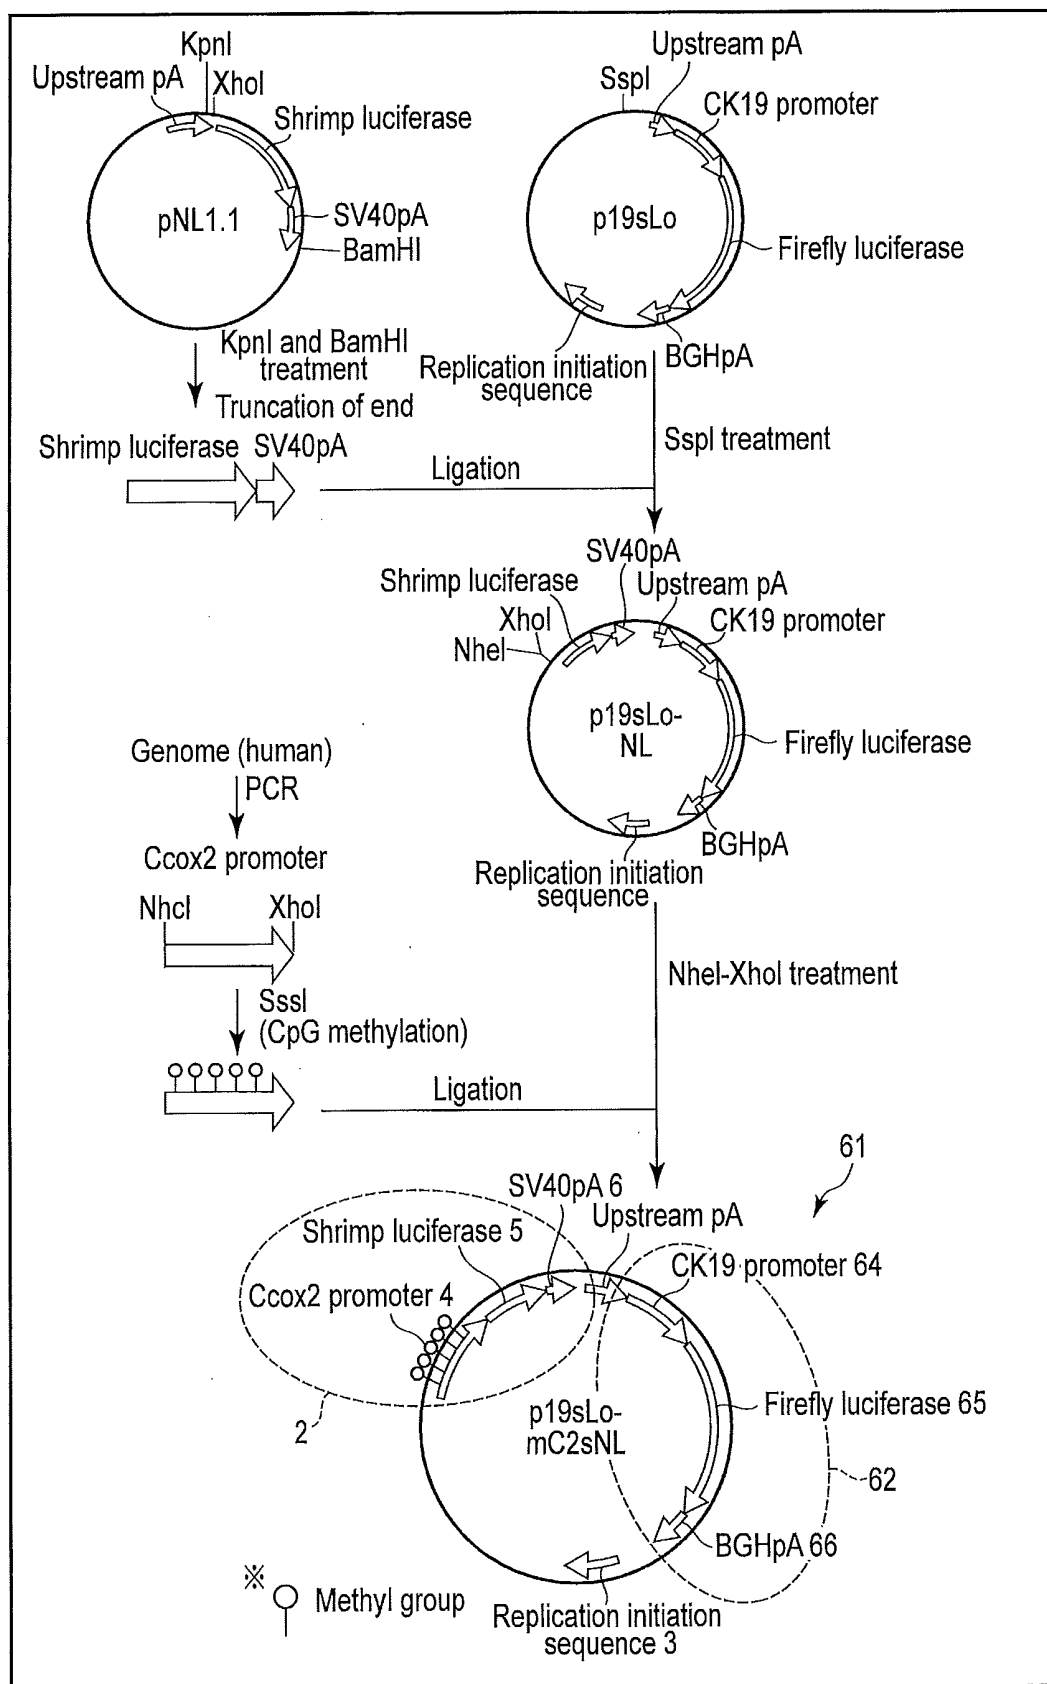 KpnI
Upstream pA
XhoI
Shrimp luciferase
pNL1.1
SV40pA
BamHI
Upstream pA
SspI
CK19 promoter
p19sLo
Firefly luciferase
BGHpA
Replication initiation
sequence
KpnI and BamHI
treatment
Truncation of end
Shrimp luciferase SV40pA
Ligation
SspI treatment
SV40pA
Shrimp luciferase
Upstream pA
XhoI
NheI
CK19 promoter
p19sLo-
NL
Firefly luciferase
BGHpA
Replication initiation
sequence
Genome (human)
PCR
Ccox2 promoter
NhcI
XhoI
SssI
(CpG methylation)
NheI-XhoI treatment
Ligation
61
SV40pA 6
Upstream pA
Shrimp luciferase 5
CK19 promoter 64
Ccox2 promoter 4
2
p19sLo-
mC2sNL
Firefly luciferase 65
62
BGHpA 66
※
Methyl group
Replication initiation
sequence 3